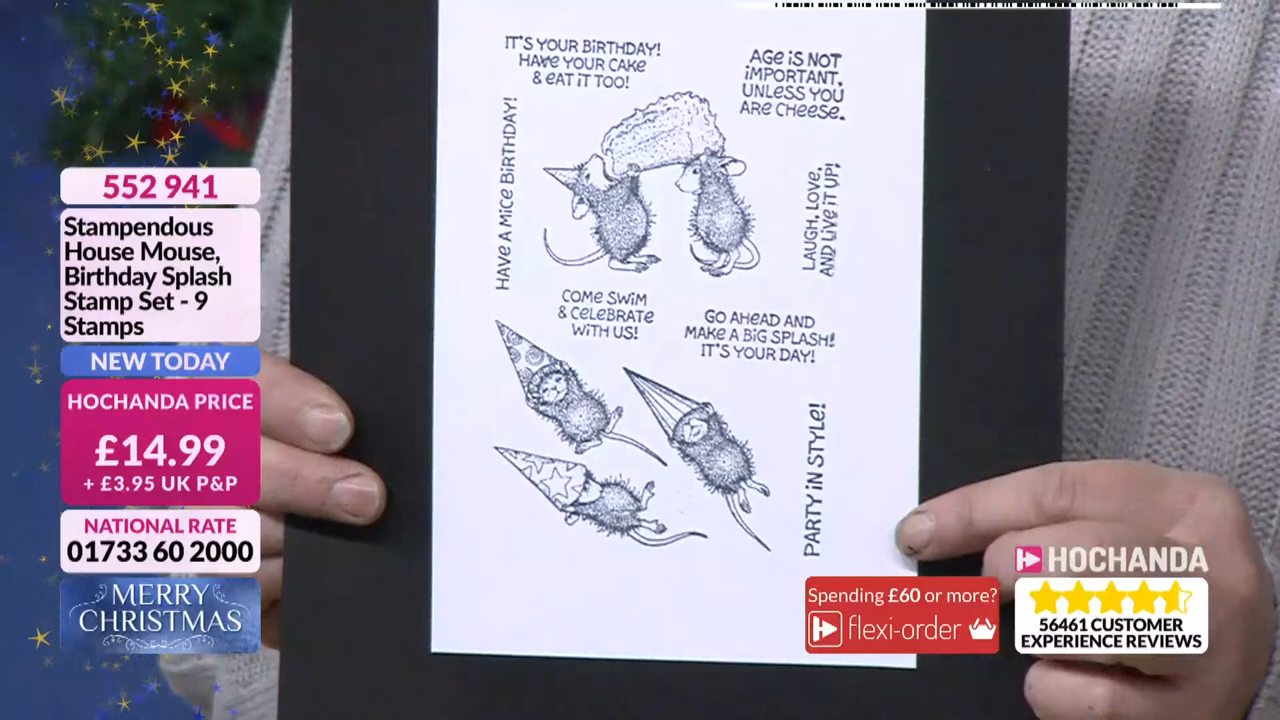 552 941
Stampendous
House Mouse,
Birthday Splash
Stamp Set - 9
Stamps
NEW TODAY
HOCHANDA PRICE
£14.99
+ £3.95 UK P&P
NATIONAL RATE
01733 60 2000
MERRY
CHRISTMAS
IT'S YOUR BIRTHDAY!
HAVE YOUR CAKE
& EAT IT TOO!
AGE IS NOT
IMPORTANT,
UNLESS YOU
ARE CHEESE.
HAVE A MICE BIRTHDAY!
LAUGH, LOVE,
AND LIVE IT UP!
COME SWIM
& CELEBRATE
WITH US!
GO AHEAD AND
MAKE A BIG SPLASH!
IT'S YOUR DAY!
PARTY IN STYLE!
Spending £60 or more?
flexi-order
HOCHANDA
56461 CUSTOMER
EXPERIENCE REVIEWS